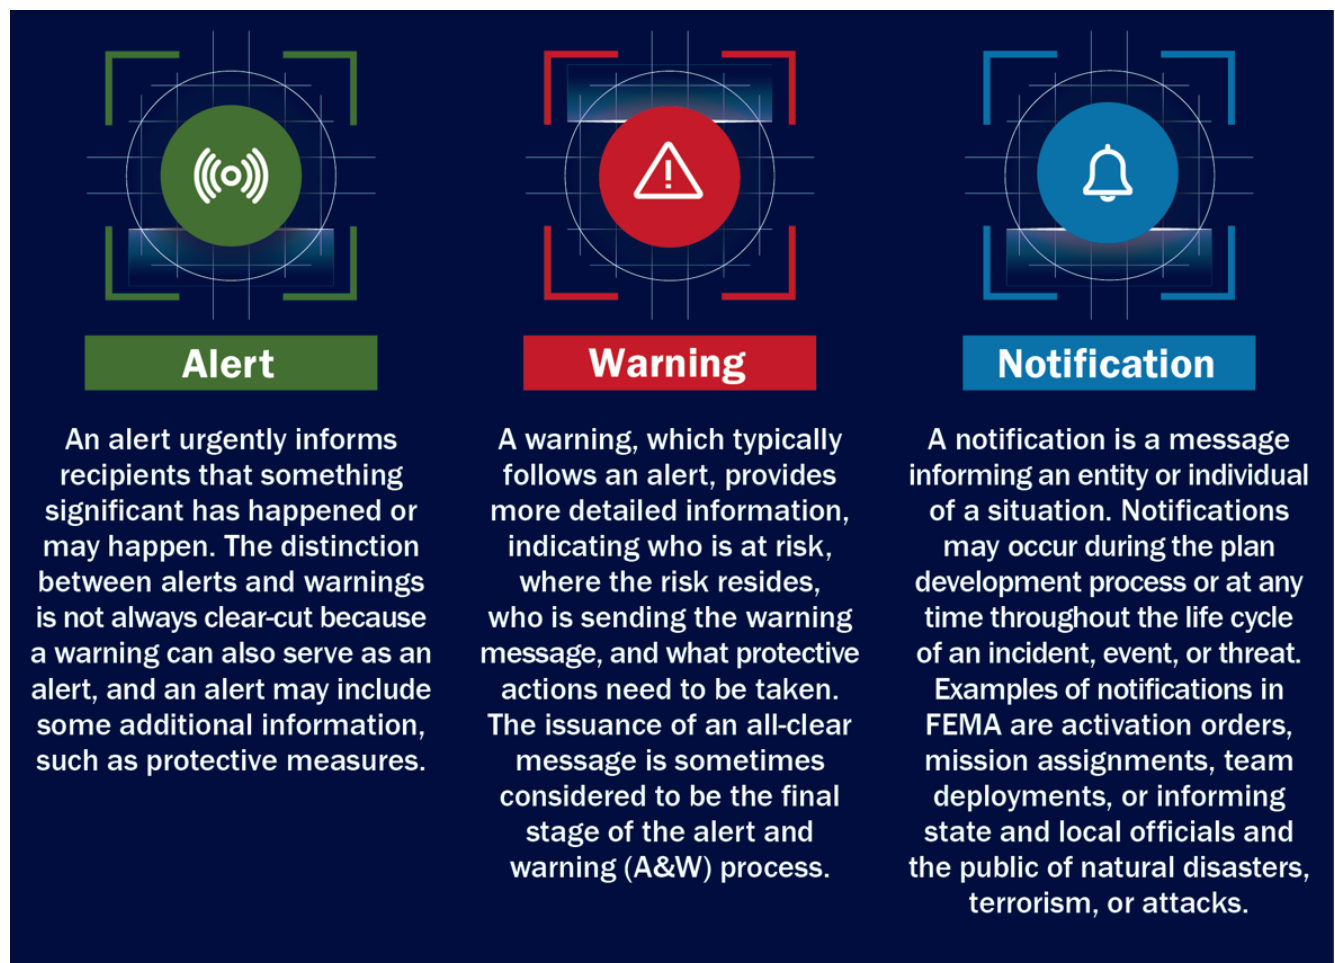 Alert
An alert urgently informs
recipients that something
significant has happened or
may happen. The distinction
between alerts and warnings
is not always clear-cut because
a warning can also serve as an
alert, and an alert may include
some additional information,
such as protective measures.
Warning
A warning, which typically
follows an alert, provides
more detailed information,
indicating who is at risk,
where the risk resides,
who is sending the warning
message, and what protective
actions need to be taken.
The issuance of an all-clear
message is sometimes
considered to be the final
stage of the alert and
warning (A&W) process.
Notification
A notification is a message
informing an entity or individual
of a situation. Notifications
may occur during the plan
development process or at any
time throughout the life cycle
of an incident, event, or threat.
Examples of notifications in
FEMA are activation orders,
mission assignments, team
deployments, or informing
state and local officials and
the public of natural disasters,
terrorism, or attacks.